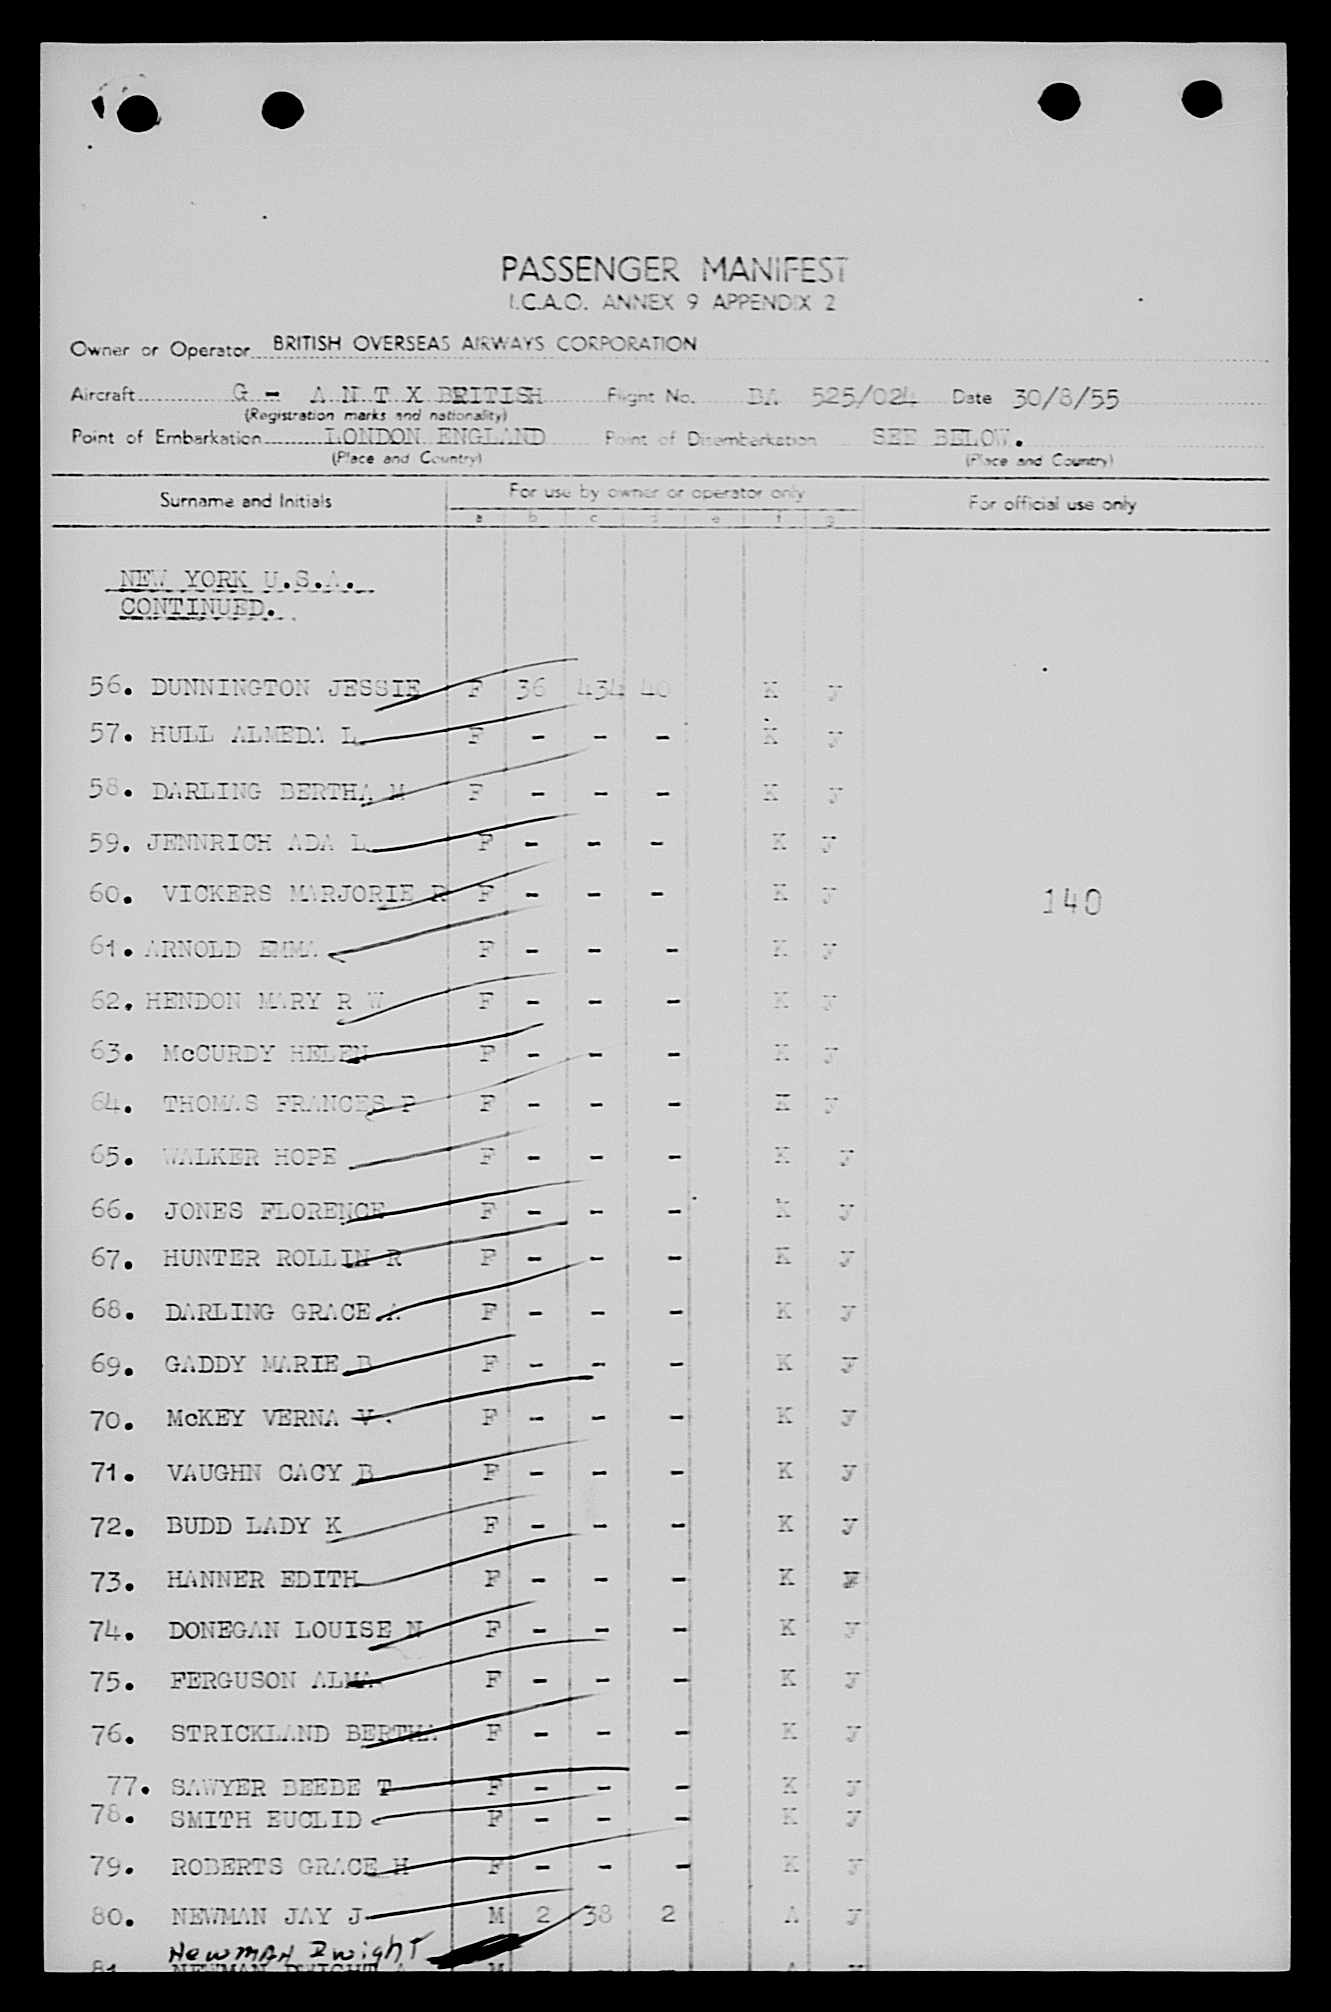 PASSENGER MANIFEST
I.C.A.O. ANNEX 9 APPENDIX 2
Owner or Operator BRITISH OVERSEAS AIRWAYS CORPORATION
Aircraft G - A N T X BRITISH Flight No. BA 525/024 Date 30/8/55
(Registration marks and nationality)
Point of Embarkation LONDON ENGLAND Point of Disembarkation SEE BELOW.
(Place and Country) (Place and Country)
Surname and Initials For use by owner or operator only For official use only
a b c d e f g
NEW YORK U.S.A.
CONTINUED.
56. DUNNINGTON JESSIE F 36 434 40 K y
57. HULL ALMEDA L F - - - K y
58. DARLING BERTHA M F - - - K y
59. JENNRICH ADA L F - - - K y
60. VICKERS MARJORIE R F - - - K y 140
61. ARNOLD EMMA F - - - K y
62. HENDON MARY R W F - - - K y
63. McCURDY HELEN F - - - K y
64. THOMAS FRANCES P F - - - K y
65. WALKER HOPE F - - - K y
66. JONES FLORENCE F - - - K y
67. HUNTER ROLLIN R F - - - K y
68. DARLING GRACE A F - - - K y
69. GADDY MARIE B F - - - K y
70. McKEY VERNA V . F - - - K y
71. VAUGHN CACY B F - - - K y
72. BUDD LADY K F - - - K y
73. HANNER EDITH F - - - K
74. DONEGAN LOUISE N F - - - K y
75. FERGUSON ALMA F - - - K y
76. STRICKLAND BERTHA F - - - K y
77. SAWYER BEEBE T F - - - K y
78. SMITH EUCLID F - - - K y
79. ROBERTS GRACE H F - - - K y
80. NEWMAN JAY J M 2 38 2 A y
Newman Dwight
81 NEWMAN DWIGHT A M - - - A